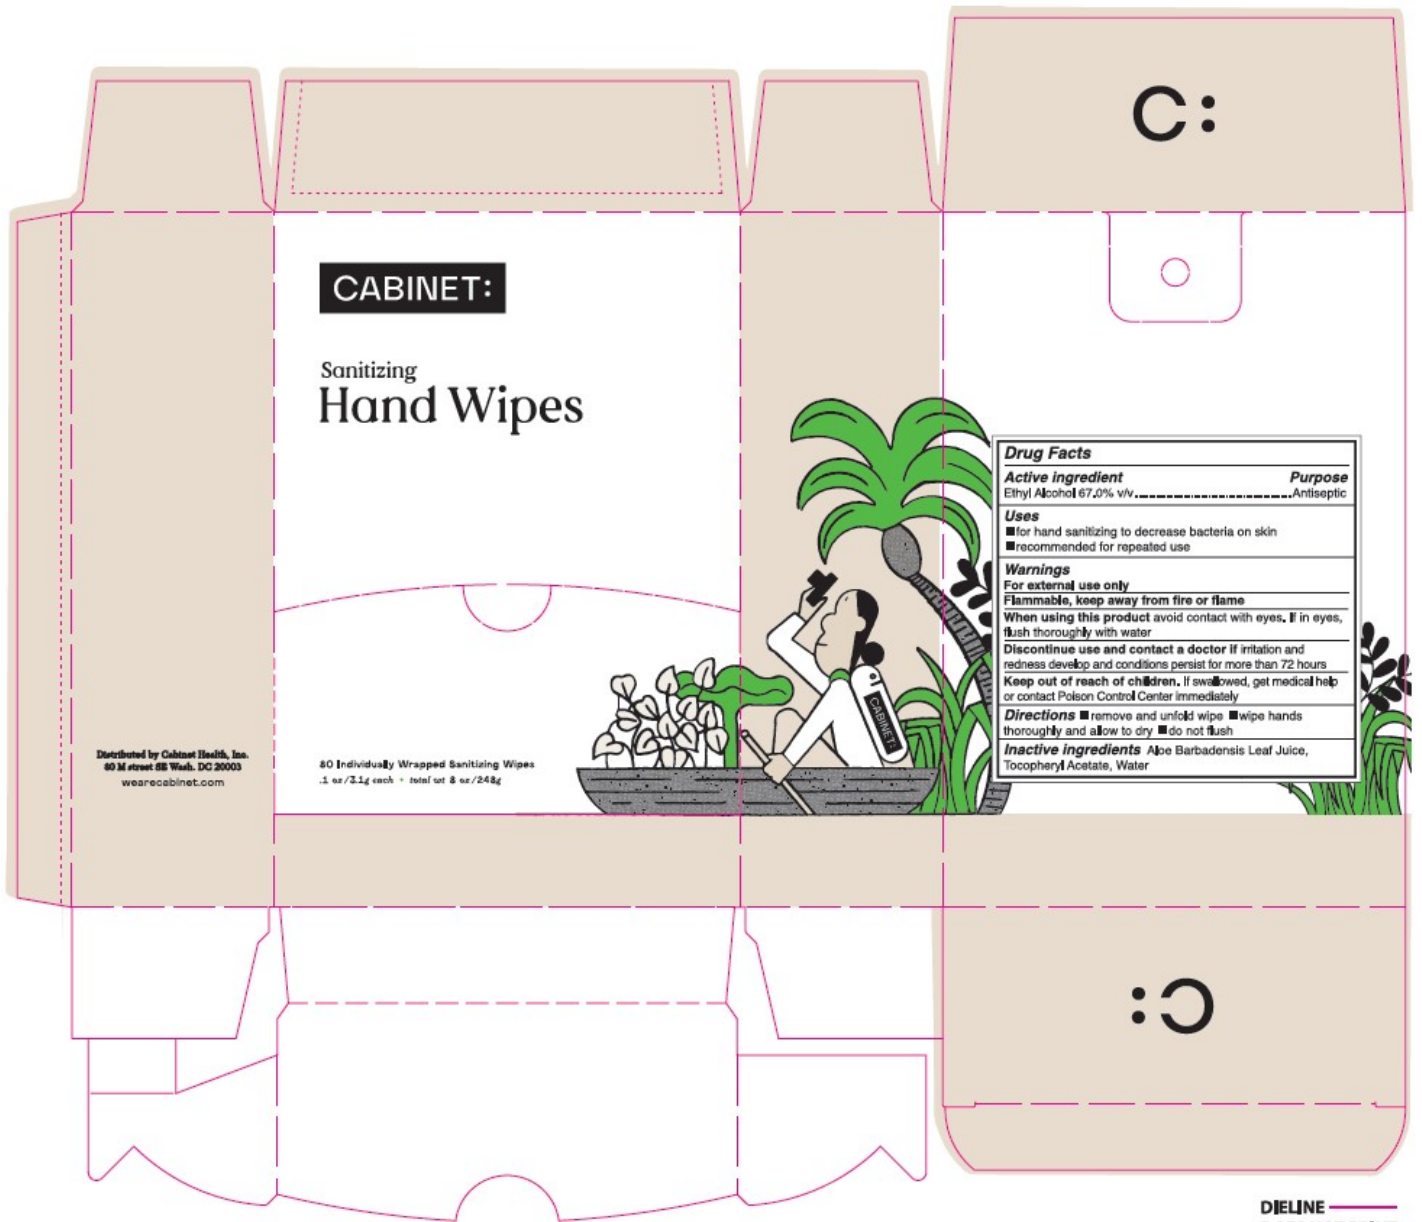 C:
CABINET:
Sanitizing
Hand Wipes
Drug Facts
Active ingredient Purpose
Ethyl Alcohol 67.0% v/v Antiseptic
Uses
■ for hand sanitizing to decrease bacteria on skin
■ recommended for repeated use
Warnings
For external use only
Flammable, keep away from fire or flame
When using this product avoid contact with eyes. If in eyes,
flush thoroughly with water
Discontinue use and contact a doctor if irritation and
redness develop and conditions persist for more than 72 hours
Keep out of reach of children. If swallowed, get medical help
or contact Poison Control Center immediately
Directions ■ remove and unfold wipe ■ wipe hands
thoroughly and allow to dry ■ do not flush
Inactive ingredients Aloe Barbadensis Leaf Juice,
Tocopheryl Acetate, Water
CABINET:
Distributed by Cabinet Health, Inc.
80 M street SE Wash. DC 20003
wearecabinet.com
80 Individually Wrapped Sanitizing Wipes
.1 oz/3.1g each • total wt 8 oz/248g
C:
DIELINE